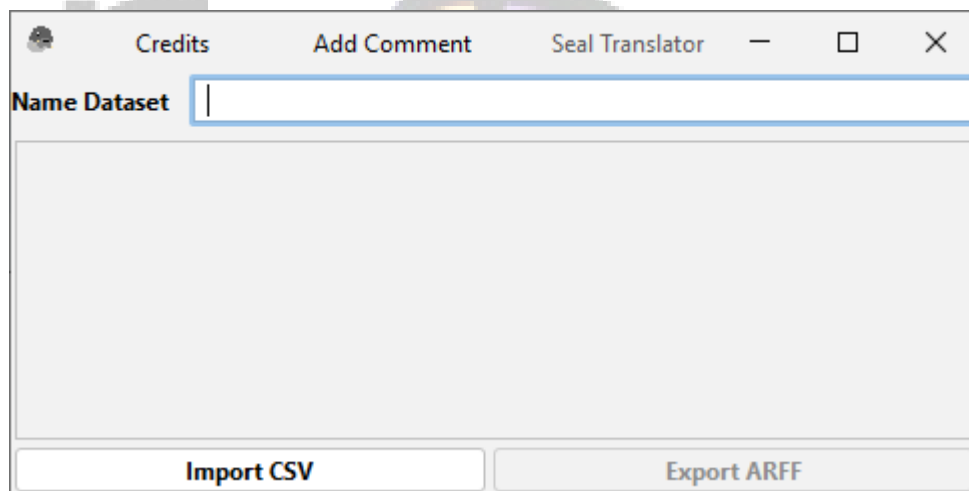 Credits Add Comment Seal Translator
Name Dataset
Import CSV Export ARFF